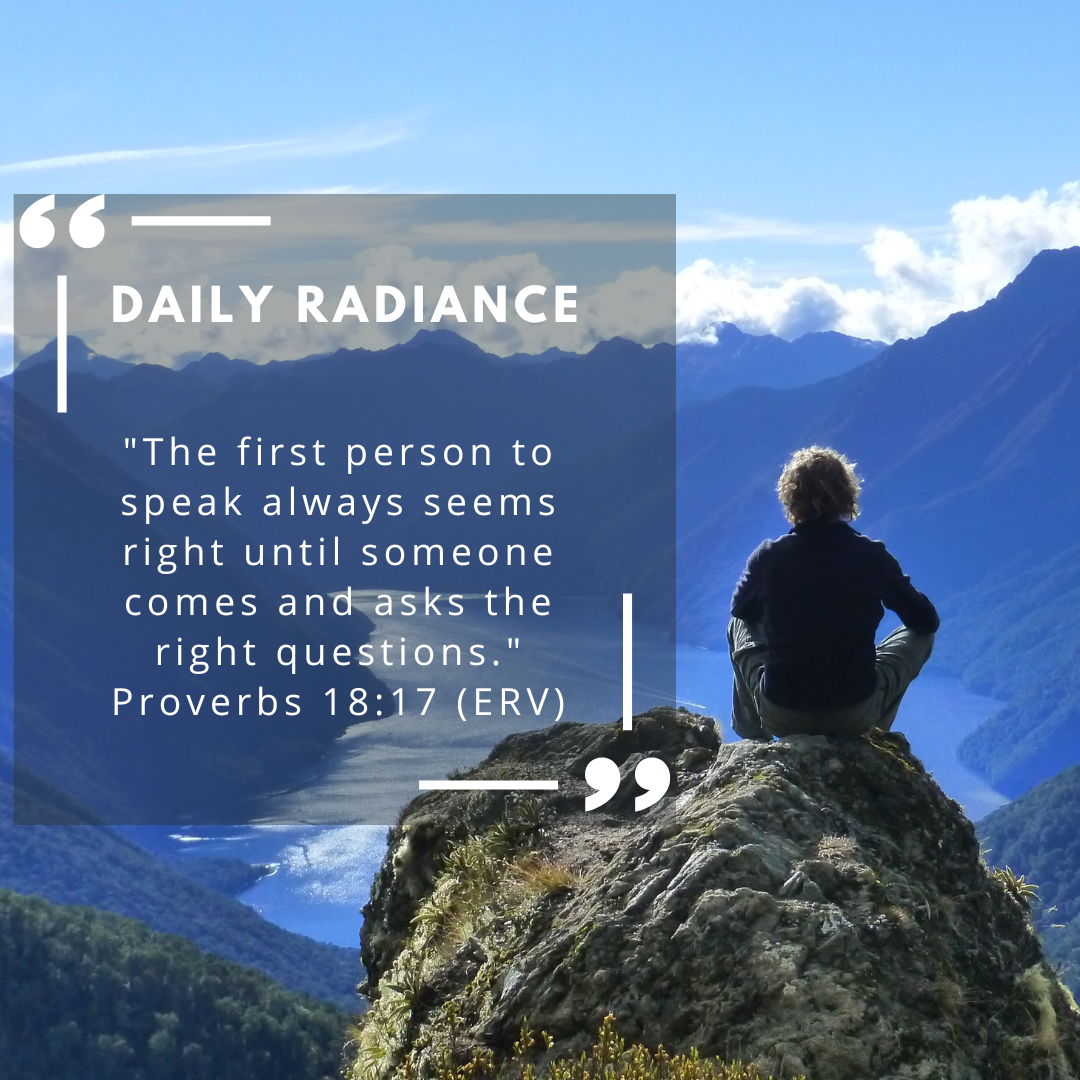 DAILY RADIANCE
"The first person to
speak always seems
right until someone
comes and asks the
right questions."
Proverbs 18:17 (ERV)